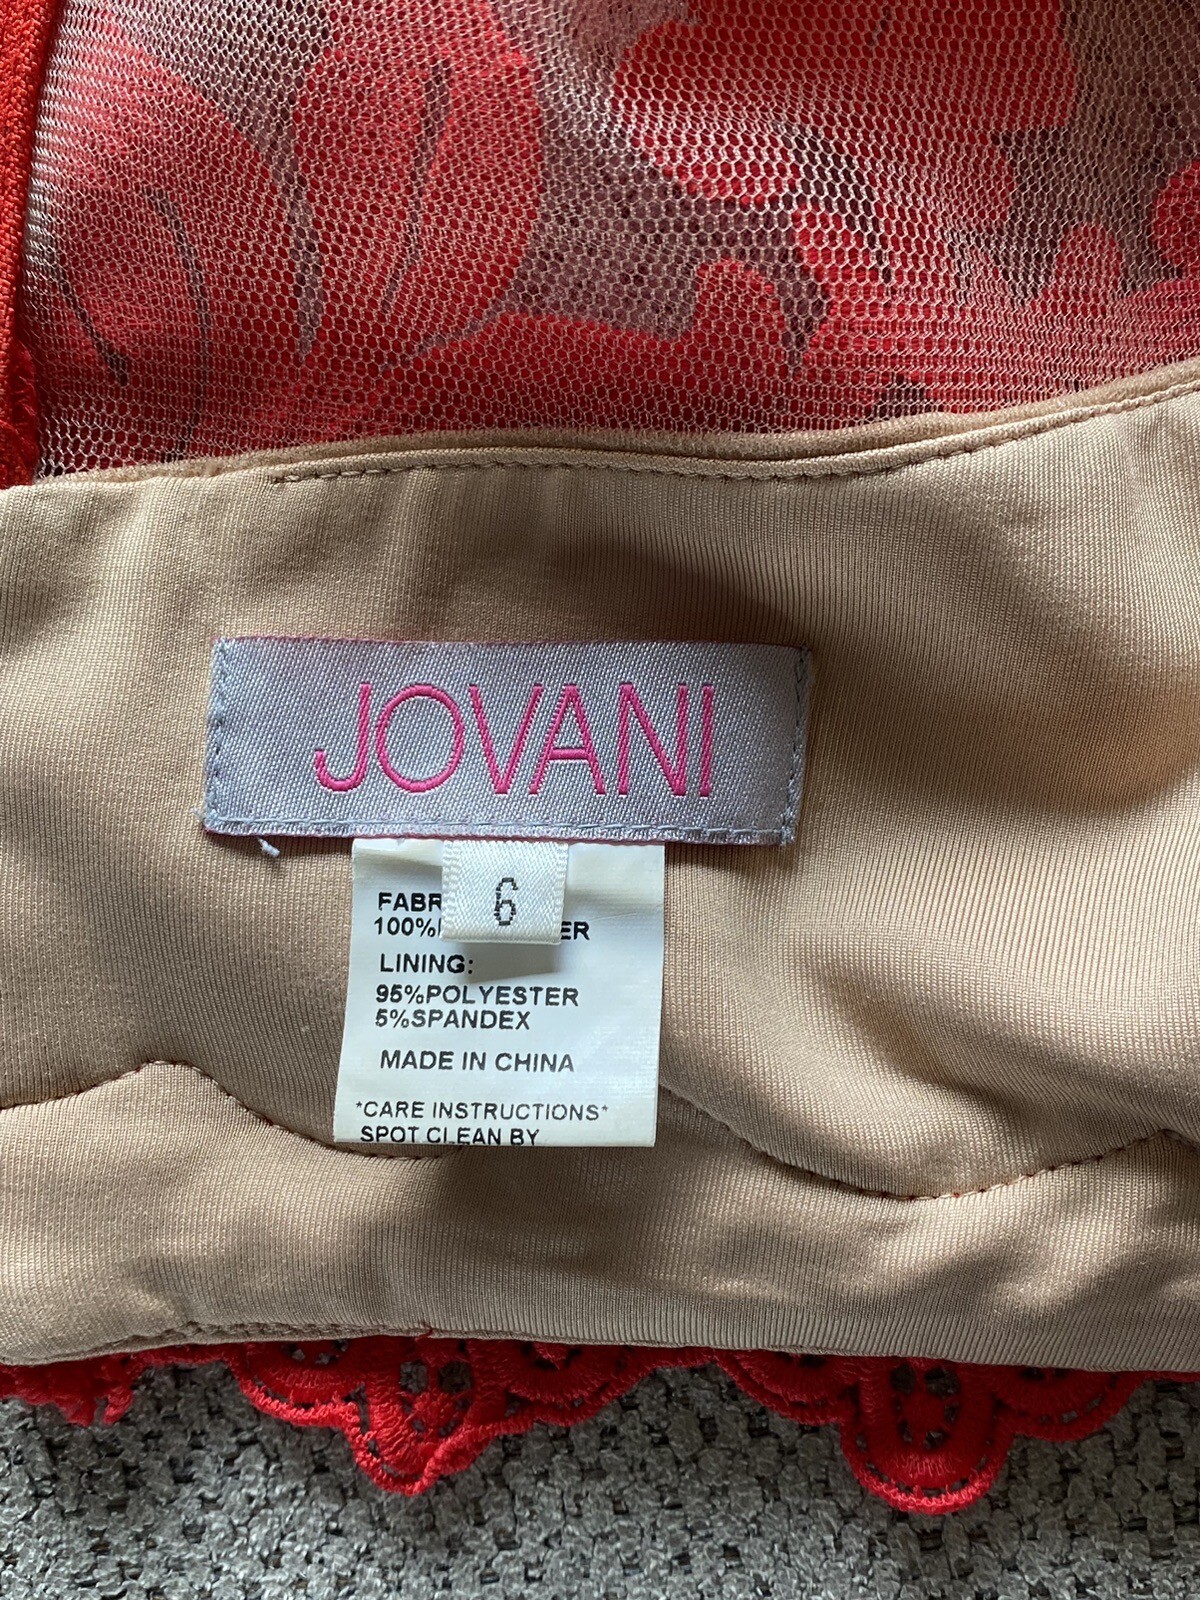 JOVANI
6
FABR
100% ER
LINING:
95%POLYESTER
5%SPANDEX
MADE IN CHINA
*CARE INSTRUCTIONS*
SPOT CLEAN BY